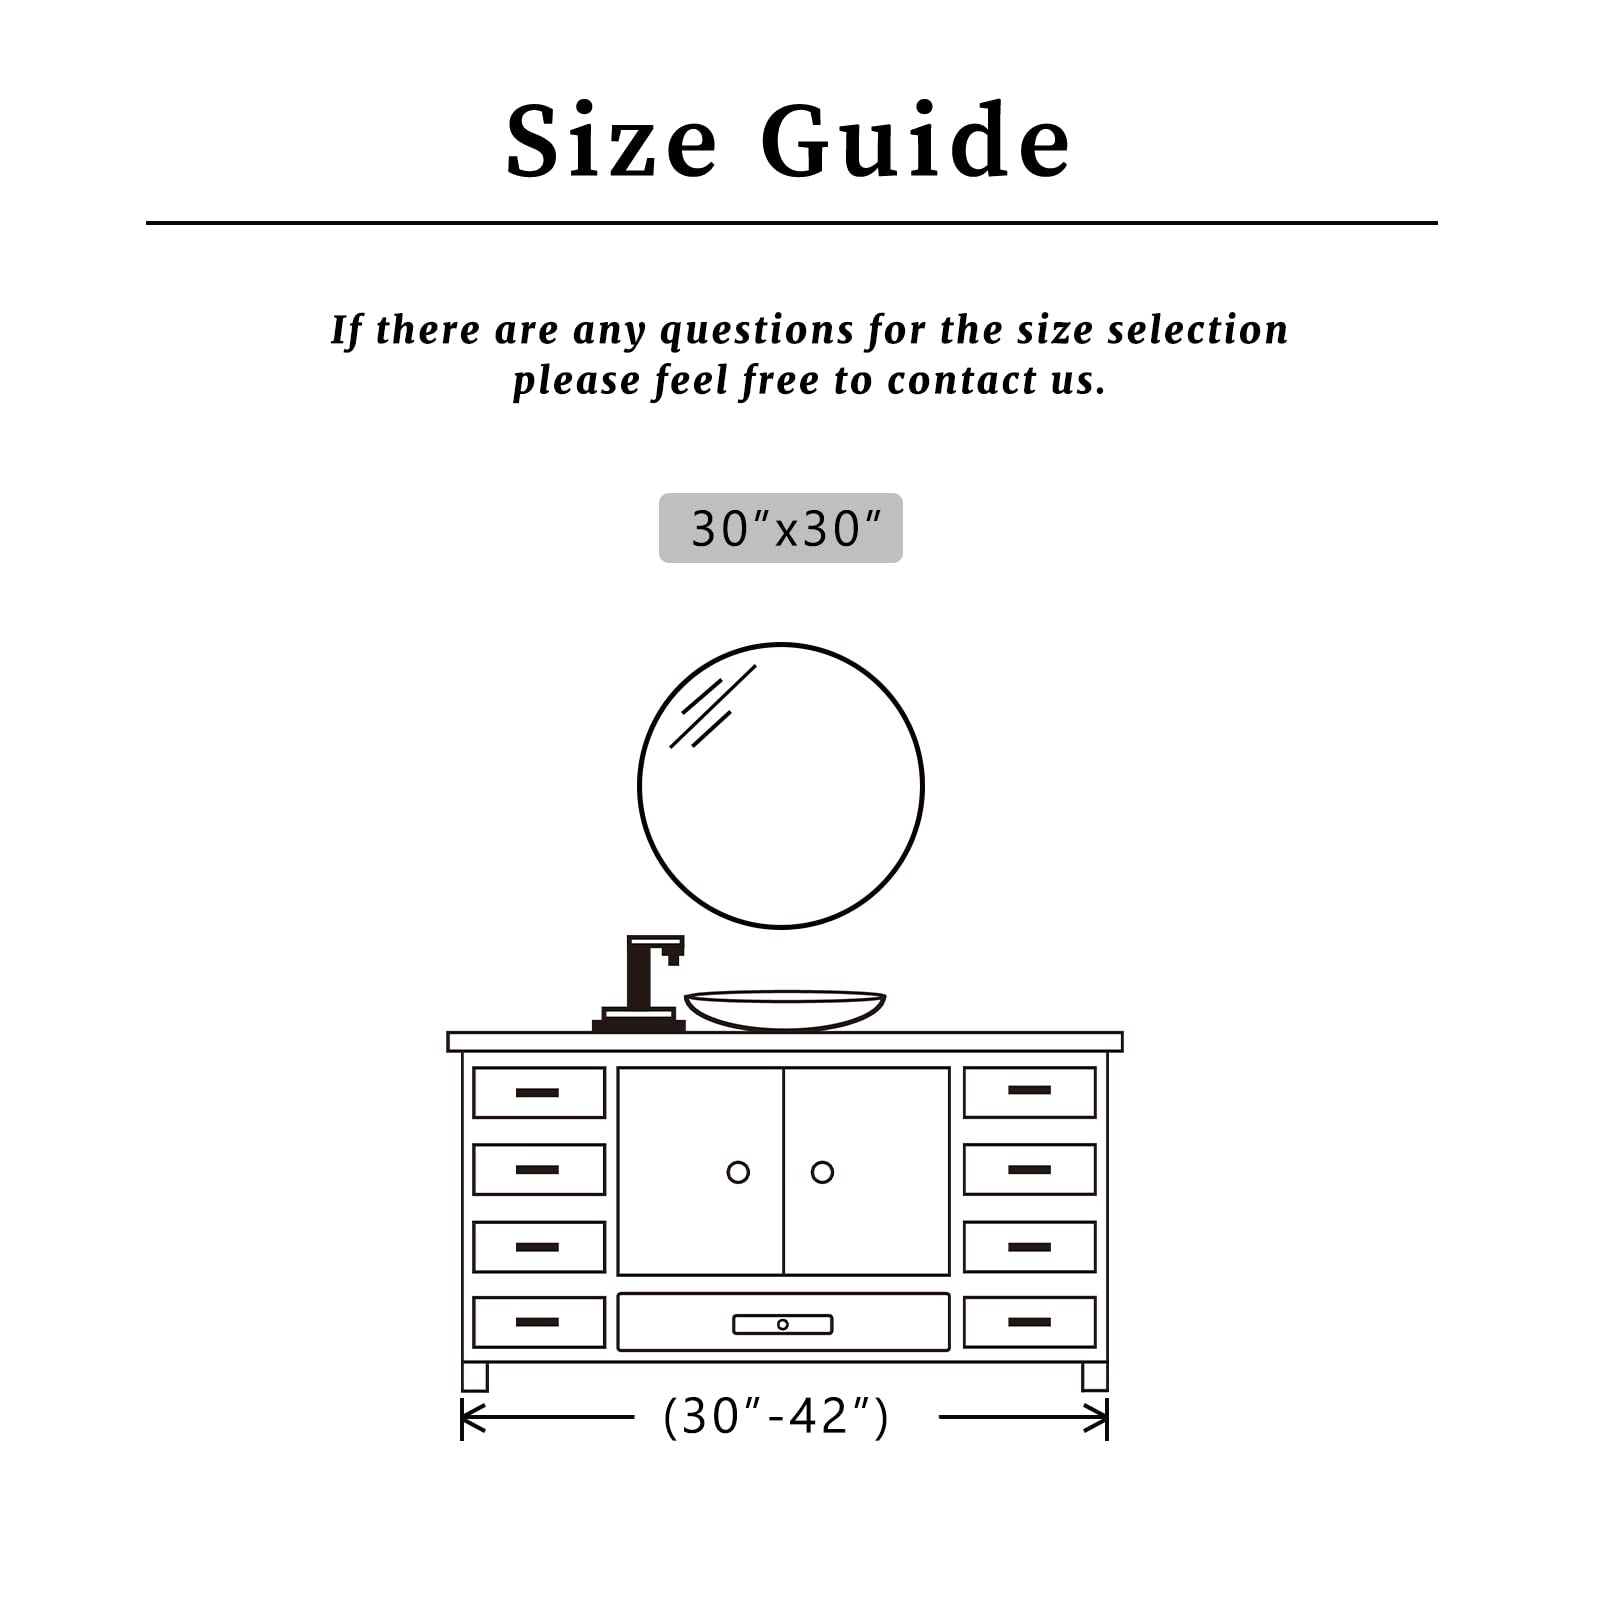 Size Guide
If there are any questions for the size selection
please feel free to contact us.
30″x30″
(30″-42″)